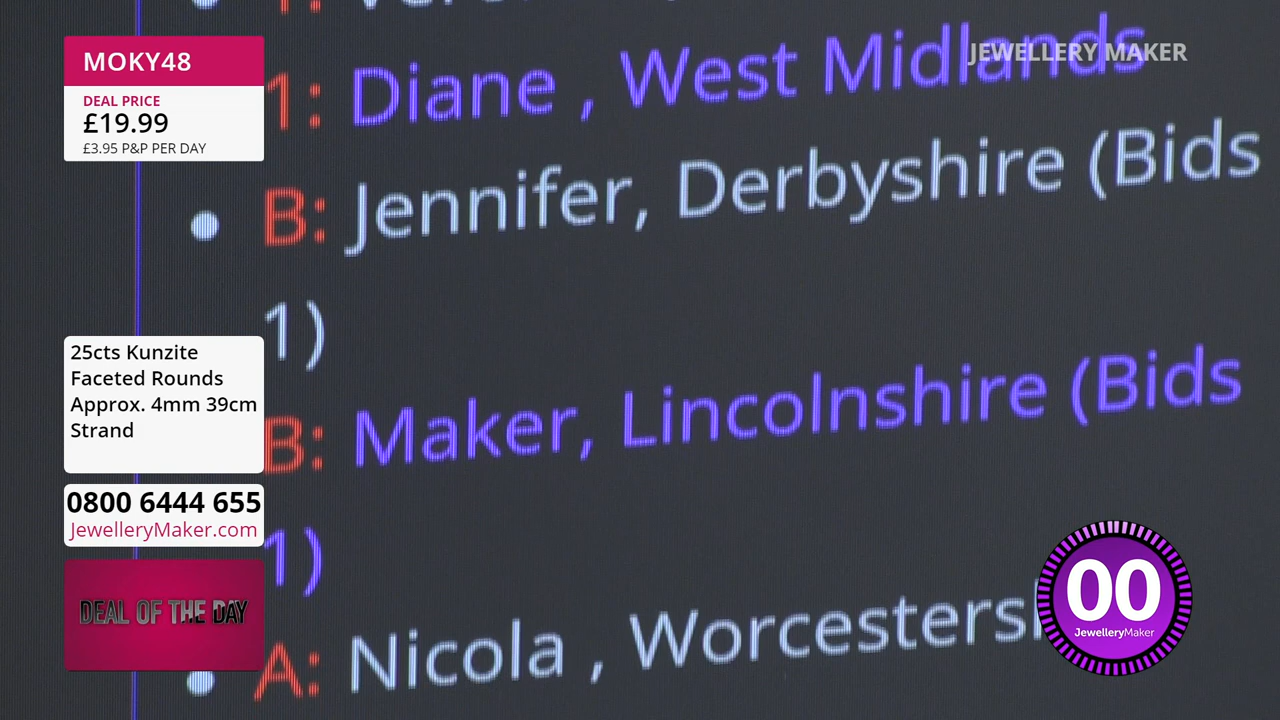 MOKY48
DEAL PRICE
£19.99
£3.95 P&P PER DAY
JEWELLERY MAKER
1:
1: Diane , West Midlands
B: Jennifer, Derbyshire (Bids
1)
B: Maker, Lincolnshire (Bids
1)
A: Nicola , Worcesters
25cts Kunzite
Faceted Rounds
Approx. 4mm 39cm
Strand
0800 6444 655
JewelleryMaker.com
DEAL OF THE DAY
00
JewelleryMaker